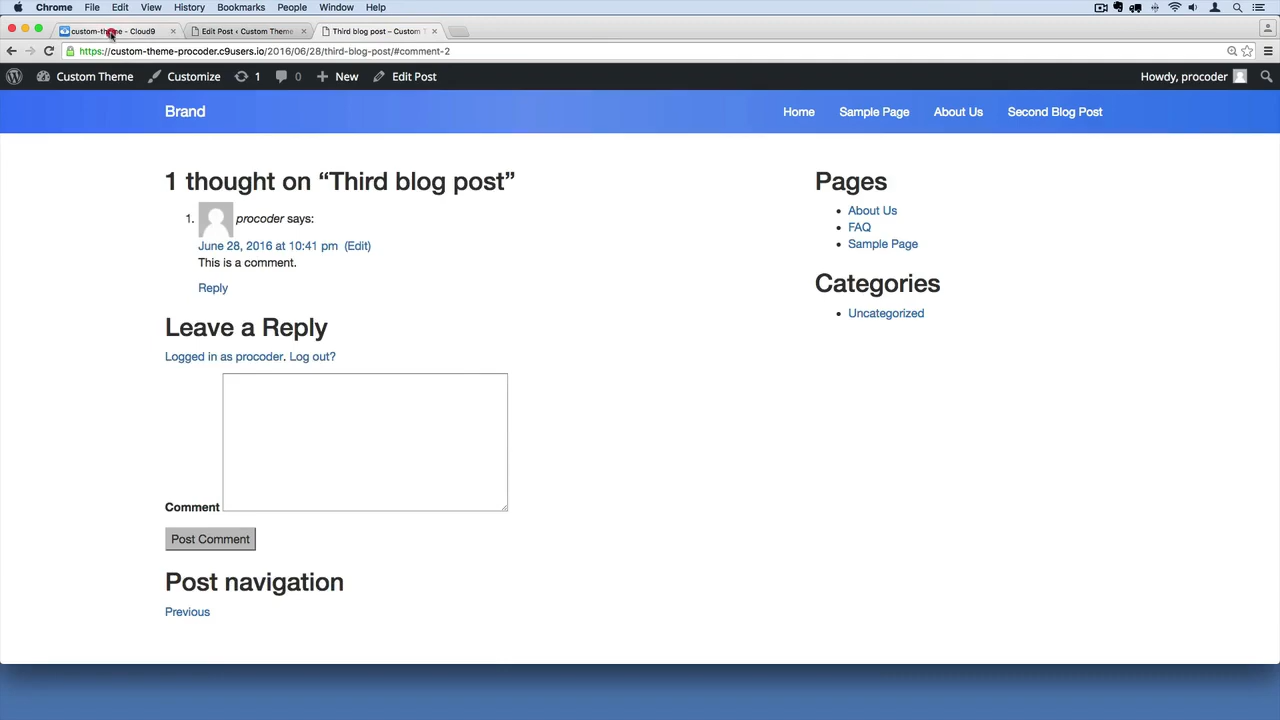 Chrome File Edit View History Bookmarks People Window Help
custom-theme - Cloud9 Edit Post ‹ Custom Theme Third blog post – Custom T
https://custom-theme-procoder.c9users.io/2016/06/28/third-blog-post/#comment-2
Custom Theme Customize 1 0 New Edit Post Howdy, procoder
Brand Home Sample Page About Us Second Blog Post
1 thought on “Third blog post”
1. procoder says:
June 28, 2016 at 10:41 pm (Edit)
This is a comment.
Reply
Leave a Reply
Logged in as procoder. Log out?
Comment
Post Comment
Post navigation
Previous
Pages
About Us
FAQ
Sample Page
Categories
Uncategorized